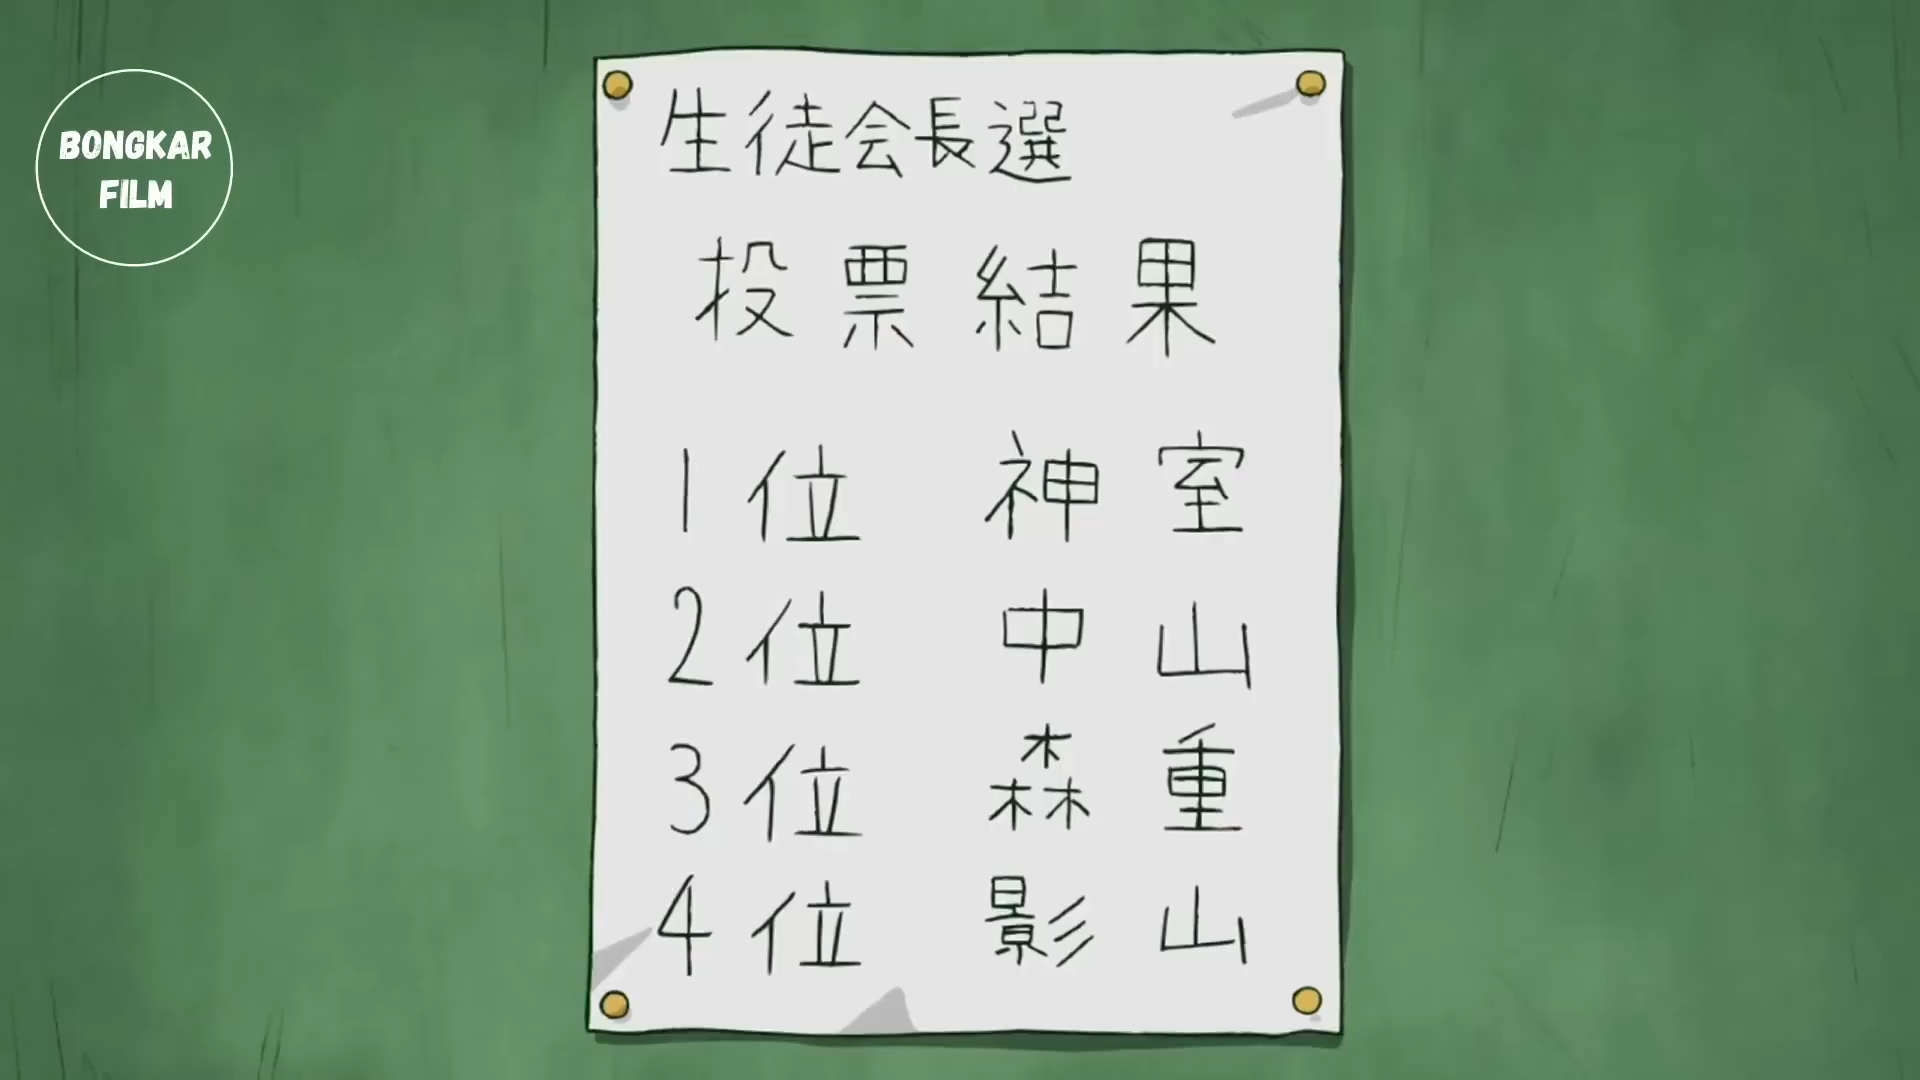 BONGKAR
FILM
生徒会長選
投票結果
1位 神室
2位 中山
3位 森重
4位 影山